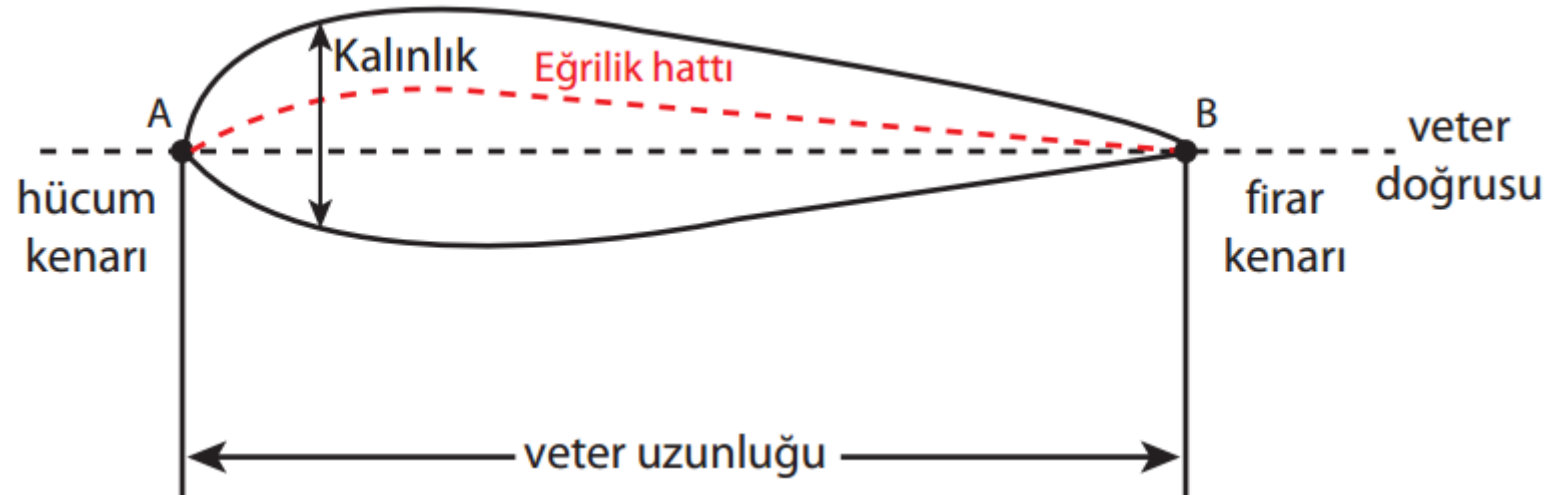 Kalınlık
Eğrilik hattı
A
B
veter
doğrusu
hücum
kenarı
firar
kenarı
veter uzunluğu